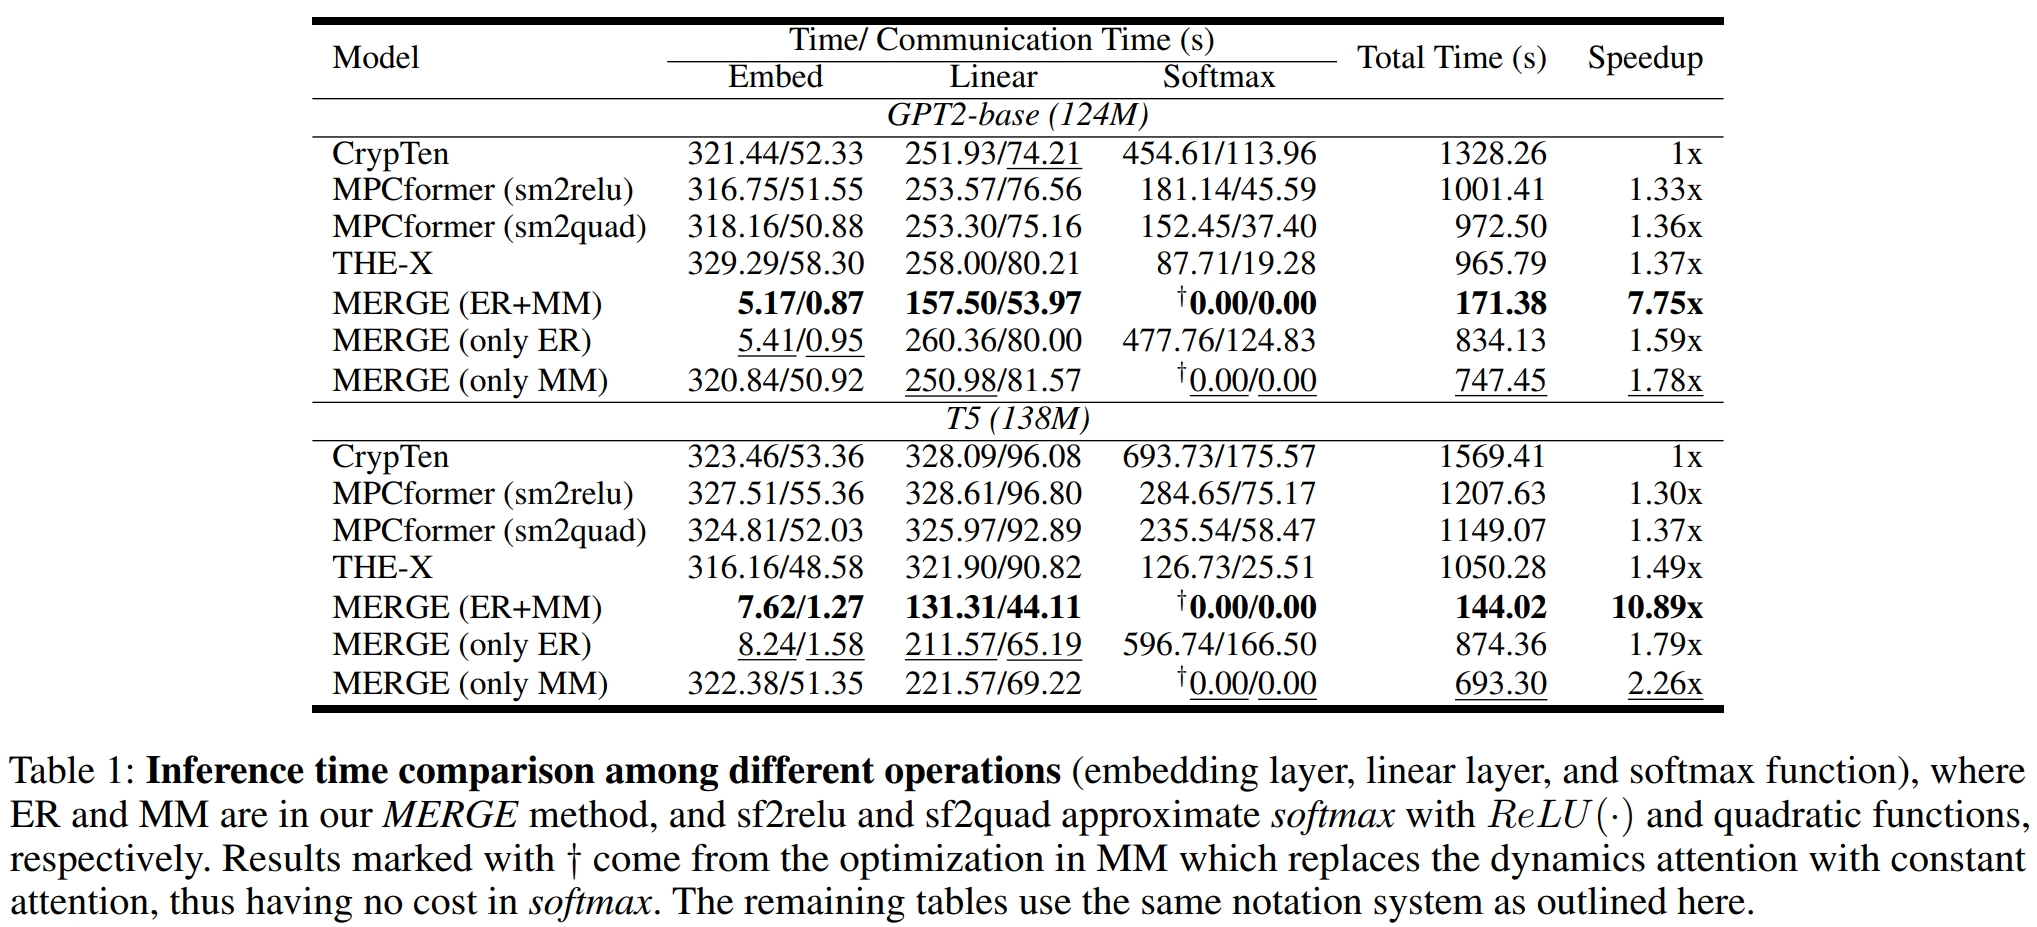 Model Time/ Communication Time (s) Total Time (s) Speedup
Embed Linear Softmax
GPT2-base (124M)
CrypTen 321.44/52.33 251.93/74.21 454.61/113.96 1328.26 1x
MPCformer (sm2relu) 316.75/51.55 253.57/76.56 181.14/45.59 1001.41 1.33x
MPCformer (sm2quad) 318.16/50.88 253.30/75.16 152.45/37.40 972.50 1.36x
THE-X 329.29/58.30 258.00/80.21 87.71/19.28 965.79 1.37x
MERGE (ER+MM) 5.17/0.87 157.50/53.97 †0.00/0.00 171.38 7.75x
MERGE (only ER) 5.41/0.95 260.36/80.00 477.76/124.83 834.13 1.59x
MERGE (only MM) 320.84/50.92 250.98/81.57 †0.00/0.00 747.45 1.78x
T5 (138M)
CrypTen 323.46/53.36 328.09/96.08 693.73/175.57 1569.41 1x
MPCformer (sm2relu) 327.51/55.36 328.61/96.80 284.65/75.17 1207.63 1.30x
MPCformer (sm2quad) 324.81/52.03 325.97/92.89 235.54/58.47 1149.07 1.37x
THE-X 316.16/48.58 321.90/90.82 126.73/25.51 1050.28 1.49x
MERGE (ER+MM) 7.62/1.27 131.31/44.11 †0.00/0.00 144.02 10.89x
MERGE (only ER) 8.24/1.58 211.57/65.19 596.74/166.50 874.36 1.79x
MERGE (only MM) 322.38/51.35 221.57/69.22 †0.00/0.00 693.30 2.26x
Table 1: Inference time comparison among different operations (embedding layer, linear layer, and softmax function), where
ER and MM are in our MERGE method, and sf2relu and sf2quad approximate softmax with ReLU(·) and quadratic functions,
respectively. Results marked with † come from the optimization in MM which replaces the dynamics attention with constant
attention, thus having no cost in softmax. The remaining tables use the same notation system as outlined here.